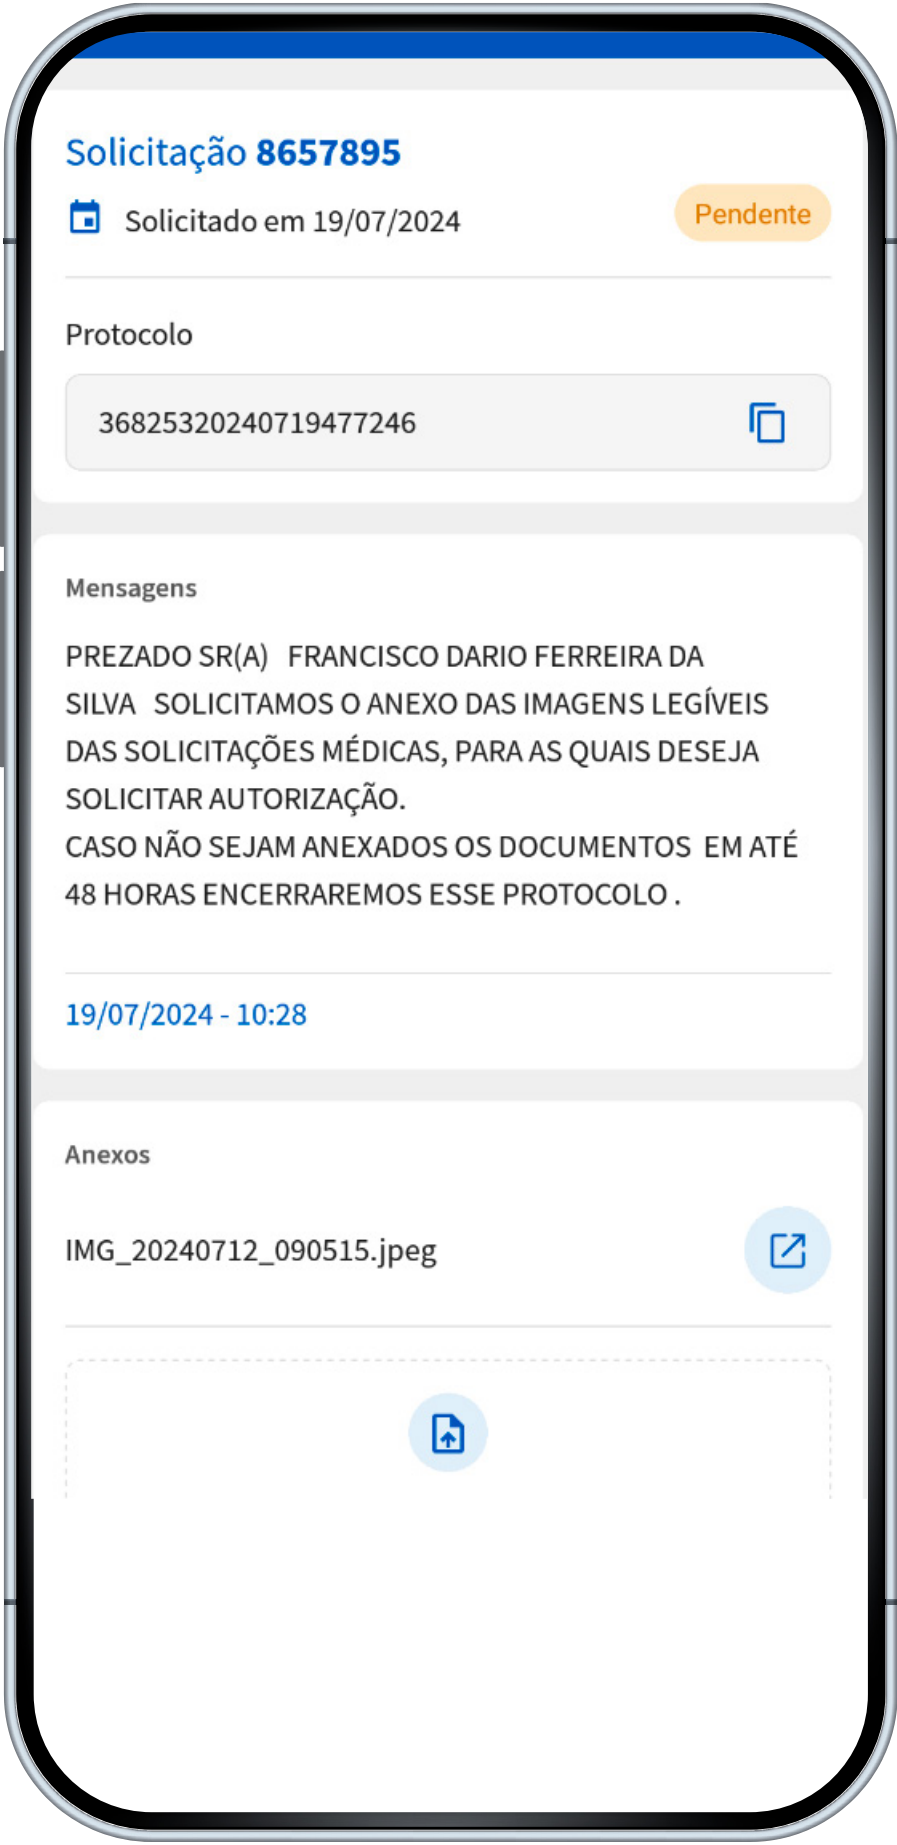 Solicitação 8657895
Solicitado em 19/07/2024
Pendente
Protocolo
36825320240719477246
Mensagens
PREZADO SR(A)   FRANCISCO DARIO FERREIRA DA
SILVA   SOLICITAMOS O ANEXO DAS IMAGENS LEGÍVEIS
DAS SOLICITAÇÕES MÉDICAS, PARA AS QUAIS DESEJA
SOLICITAR AUTORIZAÇÃO.
CASO NÃO SEJAM ANEXADOS OS DOCUMENTOS  EM ATÉ
48 HORAS ENCERRAREMOS ESSE PROTOCOLO .
19/07/2024 - 10:28
Anexos
IMG_20240712_090515.jpeg